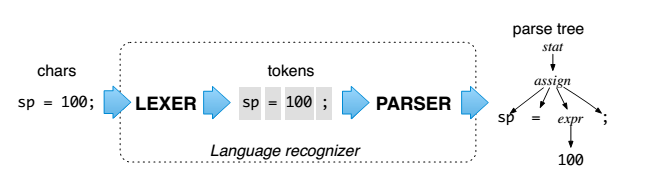 parse tree
stat
chars
tokens
assign
sp = 100;
LEXER
sp = 100 ;
PARSER
sp = expr ;
Language recognizer
100